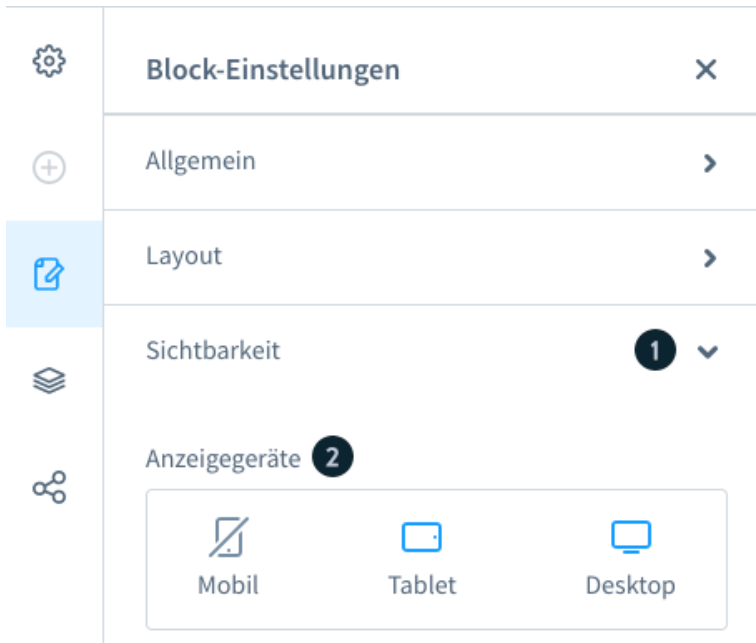 Block-Einstellungen
Allgemein
Layout
Sichtbarkeit 1
Anzeigegeräte 2
Mobil Tablet Desktop